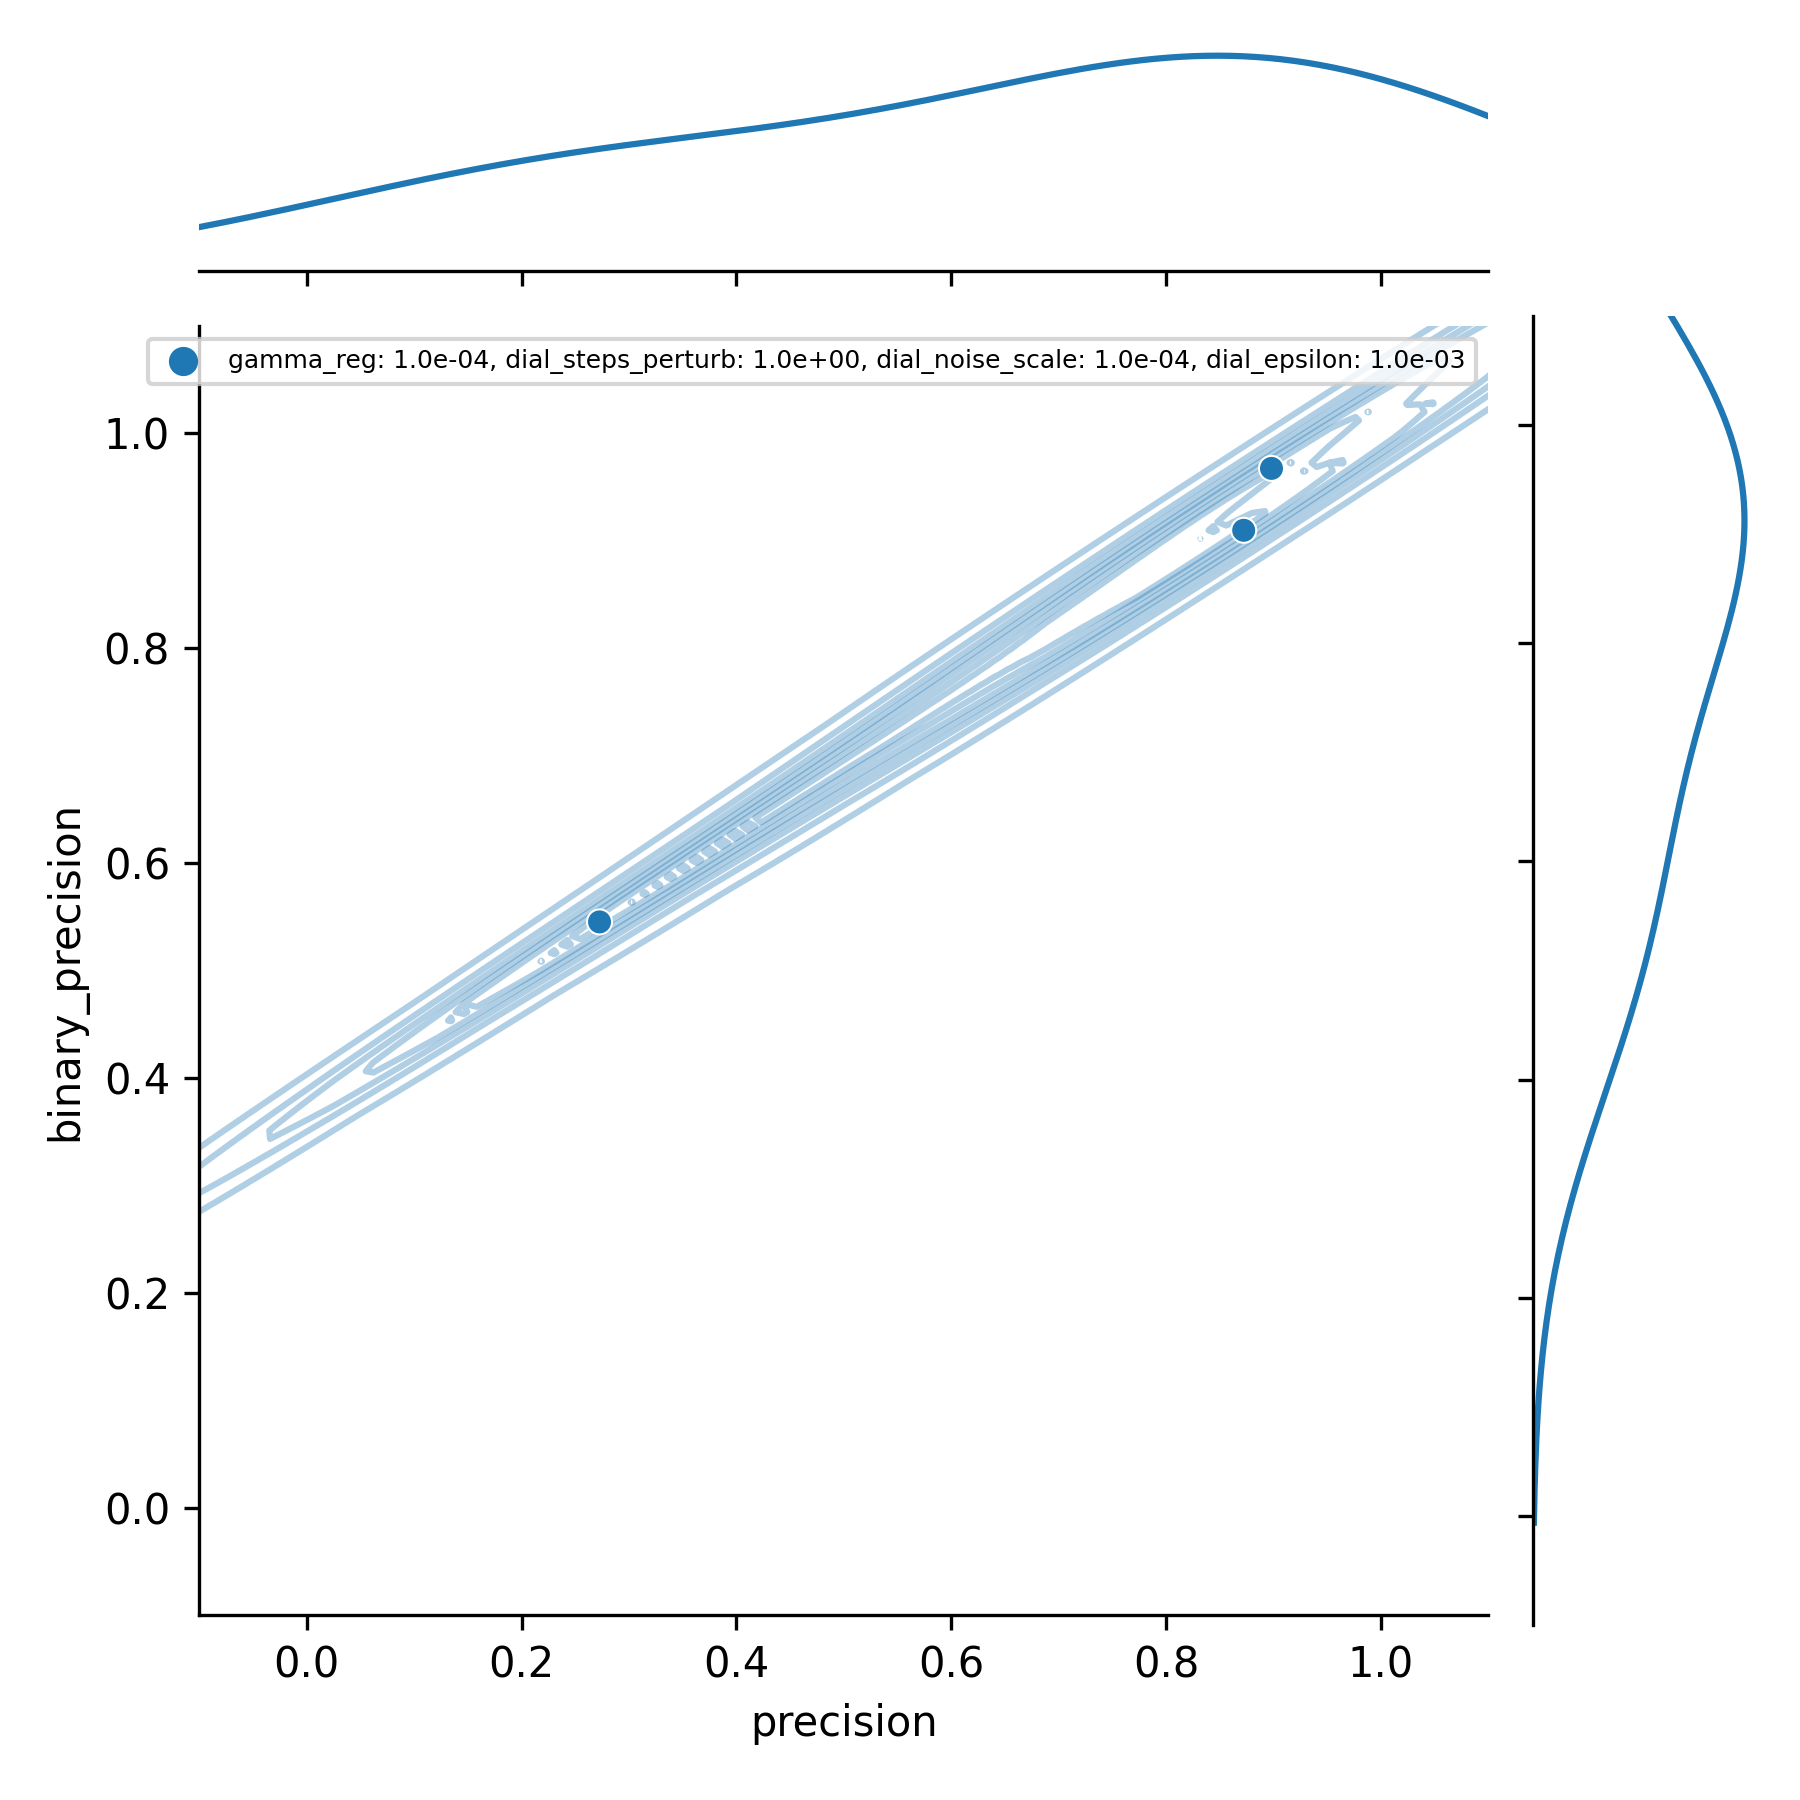 gamma_reg: 1.0e-04, dial_steps_perturb: 1.0e+00, dial_noise_scale: 1.0e-04, dial_epsilon: 1.0e-03
1.0
0.8
0.6
0.4
0.2
0.0
binary_precision
0.0 0.2 0.4 0.6 0.8 1.0
precision